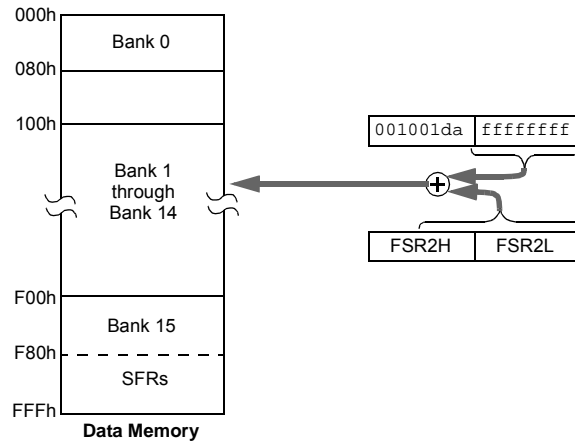 000h
Bank 0
080h
100h
Bank 1
through
Bank 14
F00h
Bank 15
F80h
SFRs
FFFh
Data Memory
001001da ffffffff
FSR2H FSR2L